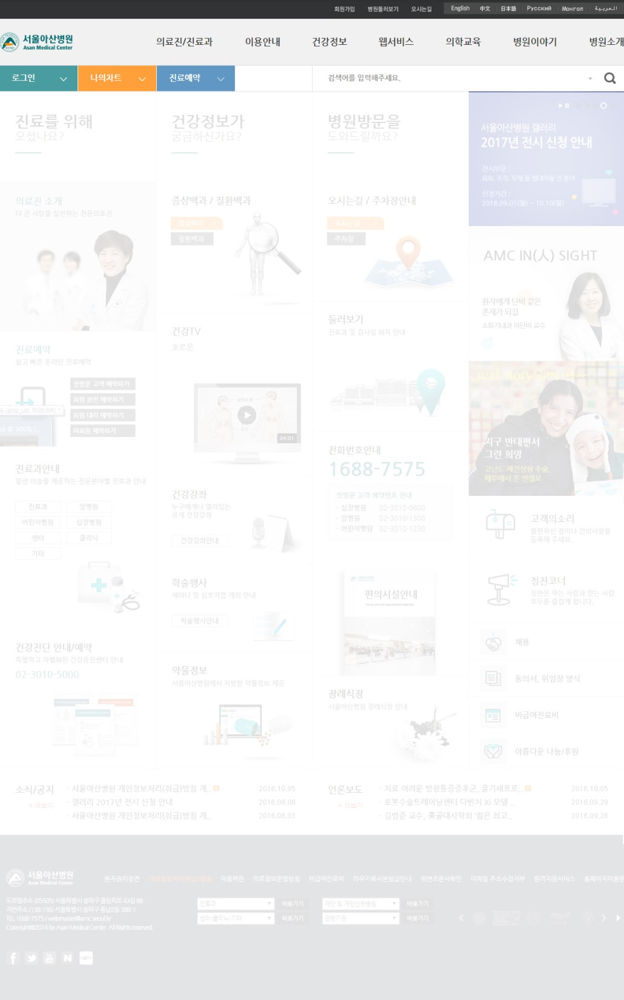 회원가입 병원둘러보기 오시는길 English 中文 日本語 Русский Монгол العربية
서울아산병원
Asan Medical Center
의료진/진료과 이용안내 건강정보 웹서비스 의학교육 병원이야기 병원소개
로그인 나의차트 진료예약 검색어를 입력해주세요.
진료를 위해
오셨나요?
의료진 소개
더 큰 사랑을 실천하는 전문의료진
진료예약
쉽고 빠른 온라인 진료예약
첫방문 고객 예약하기
회원 본인 예약하기
회원 대리 예약하기
비회원 예약하기
(pop_up, RGB/8#) *
@ 300%
진료과안내
앞선 의술을 제공하는 전문분야별 진료과 안내
진료과 암병원
어린이병원 심장병원
센터 클리닉
기타
건강진단 안내/예약
특별하고 차별화된 건강증진센터 안내
02-3010-5000
건강정보가
궁금하신가요?
증상백과 / 질환백과
증상백과
질환백과
건강TV
호르몬
04:01
건강강좌
누구에게나 열려있는
공개 건강강좌
건강강좌안내
학술행사
세미나 및 심포지엄 개최 안내
학술행사안내
약물정보
서울아산병원에서 처방한 약물정보 제공
병원방문을
도와드릴까요?
오시는길 / 주차장안내
오시는길
주차장
둘러보기
진료과 및 검사실 위치 안내
전화번호안내
1688-7575
첫방문 고객 예약번호 안내
· 심장병원 02-3010-0600
· 암병원 02-3010-1300
· 어린이병원 02-3010-1230
서울아산병원
편의시설안내
장례식장
서울아산병원 장례식장 안내
서울아산병원 갤러리
2017년 전시 신청 안내
전시부문 :
회화, 조각, 도예 등 현대미술 전 분야
신청기간 :
2016.09.05(월) ~ 10.10(월)
AMC IN(人) SIGHT
환자에게 단비 같은
존재가 되길
소화기내과 이단비 교수
real story
지구 반대편서
그린 희망
고난도 재건성형 수술,
페루에서 온 안셀로
고객의소리
불편하신 점이나 건의사항을
등록해 주세요.
칭찬코너
칭찬은 하는 사람과 받는 사람
모두를 즐겁게 합니다.
채용
동의서, 위임장 양식
비급여진료비
아름다운 나눔/후원
소식/공지
+ 더보기
· 서울아산병원 개인정보처리(취급)방침 개.. N 2016.10.05
· 갤러리 2017년 전시 신청 안내 2016.08.08
· 서울아산병원 개인정보처리(취급)방침 개.. 2016.08.03
언론보도
+ 더보기
· 치료 어려운 방광통증증후군, 줄기세포로.. N 2016.10.05
· 로봇수술트레이닝센터 다빈치 Xi 모델 .. 2016.09.29
· 김범준 교수, 美골대사학회 '젊은 최고.. 2016.09.26
서울아산병원
Asan Medical Center
환자권리장전 개인정보처리(취급)방침 이용약관 의료정보운영방침 비급여진료비 의무기록사본발급안내 위변조문서확인 이메일 주소수집거부 원격지원서비스 홈페이지이용문
도로명주소 (05505) 서울특별시 송파구 올림픽로 43길 88
지번주소 (138-736) 서울특별시 송파구 풍납2동 388-1
TEL 1688-7575 / webmaster@amc.seoul.kr
Copyright@2014 by Asan Medical Center. All Rights reserved.
진료과 바로가기 재단 및 재단산하병원 바로가기
센터/클리닉/기타 바로가기 관련기관 바로가기